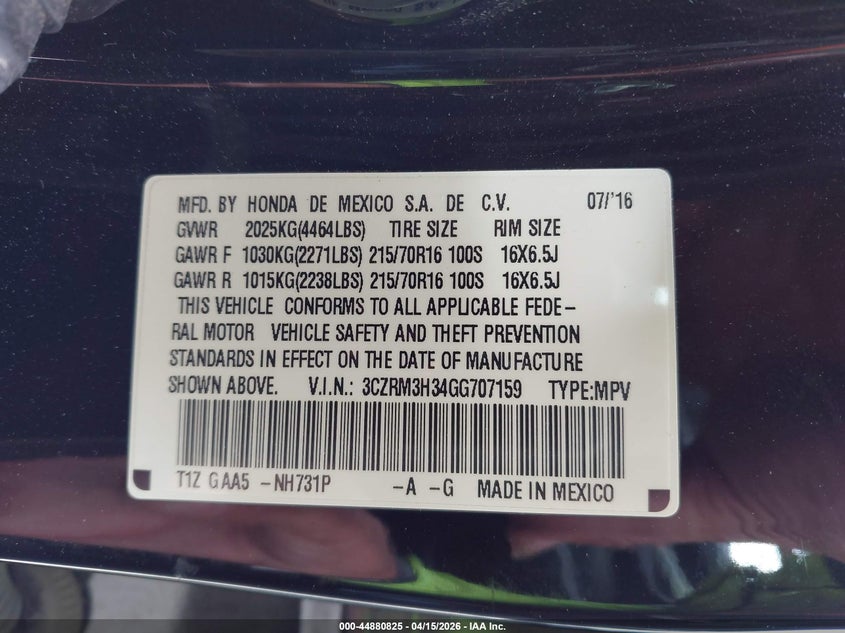 MFD. BY HONDA DE MEXICO S.A. DE C.V. 07/'16
GVWR 2025KG(4464LBS) TIRE SIZE RIM SIZE
GAWR F 1030KG(2271LBS) 215/70R16 100S 16X6.5J
GAWR R 1015KG(2238LBS) 215/70R16 100S 16X6.5J
THIS VEHICLE CONFORMS TO ALL APPLICABLE FEDE-
RAL MOTOR VEHICLE SAFETY AND THEFT PREVENTION
STANDARDS IN EFFECT ON THE DATE OF MANUFACTURE
SHOWN ABOVE. V.I.N.: 3CZRM3H34GG707159 TYPE:MPV
T1Z GAA5 -NH731P -A -G MADE IN MEXICO
000-44880825 - 04/15/2026 - IAA Inc.